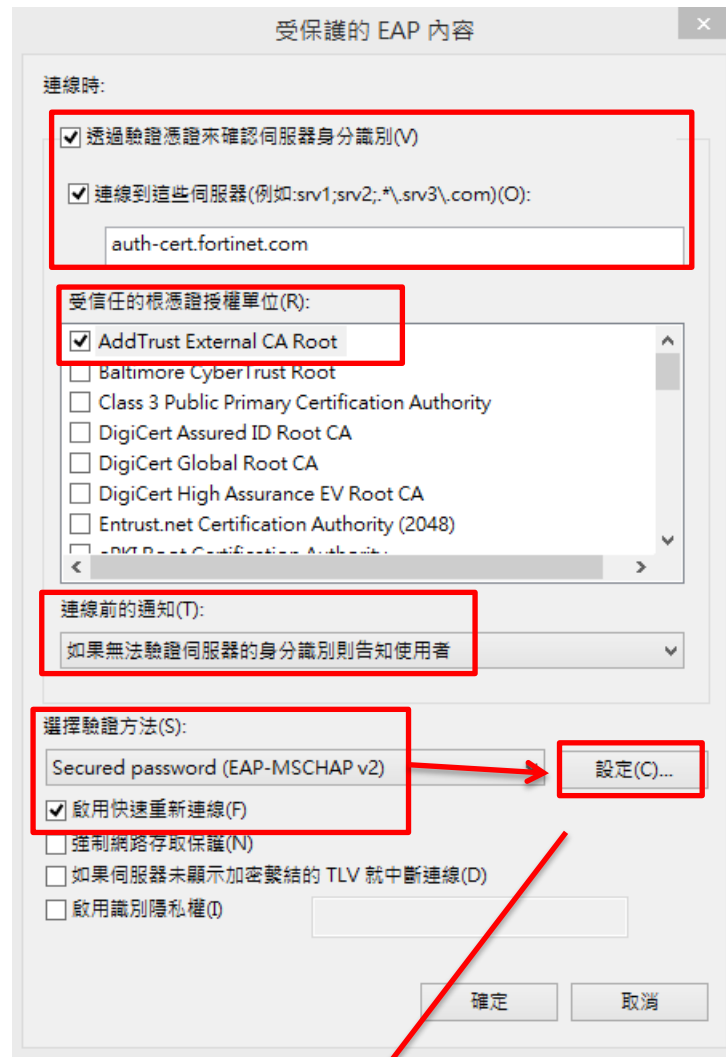 受保護的 EAP 內容
連線時:
透過驗證憑證來確認伺服器身分識別(V)
連線到這些伺服器(例如:srv1;srv2;.*\.srv3\.com)(O):
auth-cert.fortinet.com
受信任的根憑證授權單位(R):
AddTrust External CA Root
Baltimore CyberTrust Root
Class 3 Public Primary Certification Authority
DigiCert Assured ID Root CA
DigiCert Global Root CA
DigiCert High Assurance EV Root CA
Entrust.net Certification Authority (2048)
ePKI Root Certification Authority
連線前的通知(T):
如果無法驗證伺服器的身分識別則告知使用者
選擇驗證方法(S):
Secured password (EAP-MSCHAP v2)
設定(C)...
啟用快速重新連線(F)
強制網路存取保護(N)
如果伺服器未顯示加密繫結的 TLV 就中斷連線(D)
啟用識別隱私權(I)
確定
取消